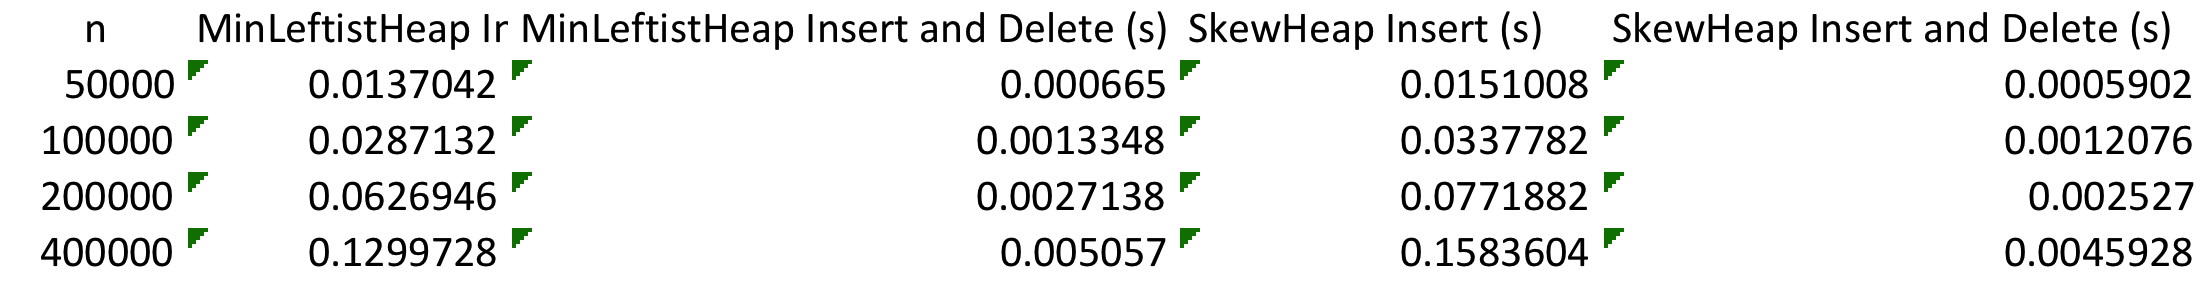 n MinLeftistHeap Ir MinLeftistHeap Insert and Delete (s) SkewHeap Insert (s) SkewHeap Insert and Delete (s)
50000 0.0137042 0.000665 0.0151008 0.0005902
100000 0.0287132 0.0013348 0.0337782 0.0012076
200000 0.0626946 0.0027138 0.0771882 0.002527
400000 0.1299728 0.005057 0.1583604 0.0045928